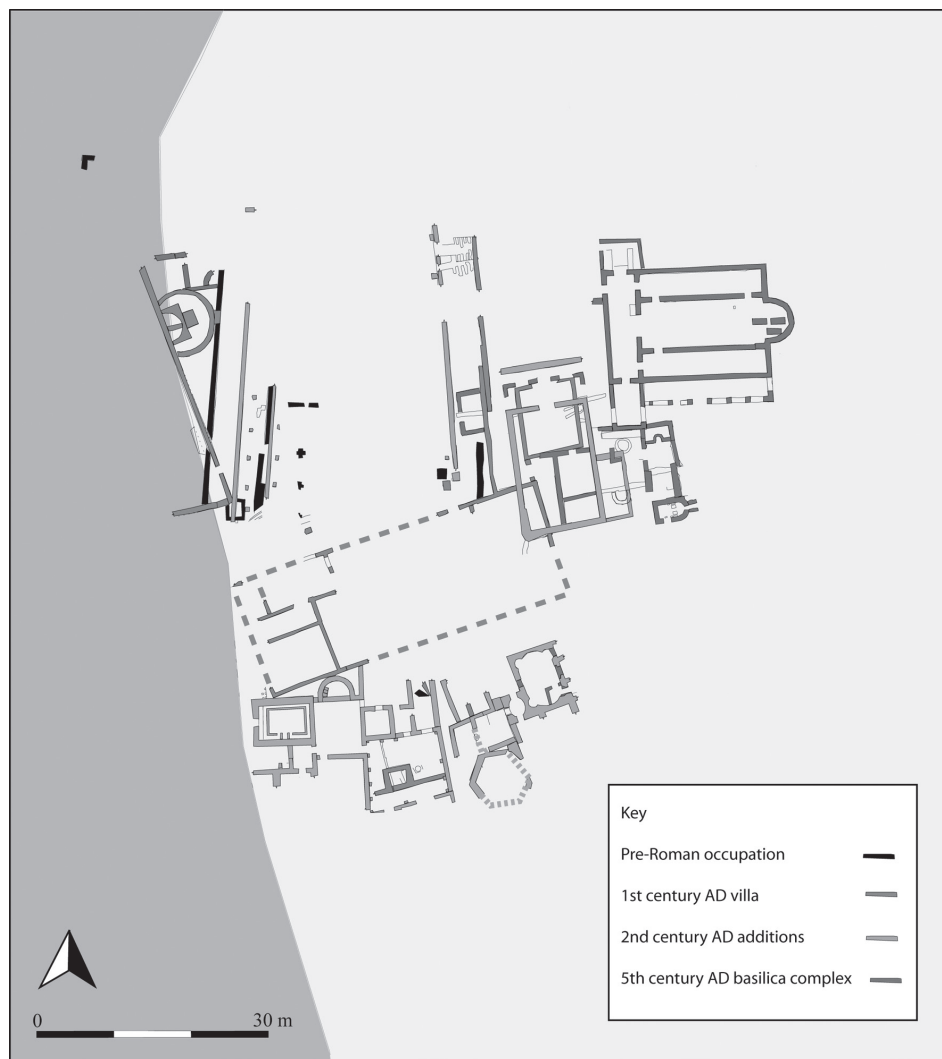 Key
Pre-Roman occupation
1st century AD villa
2nd century AD additions
5th century AD basilica complex
0 30 m